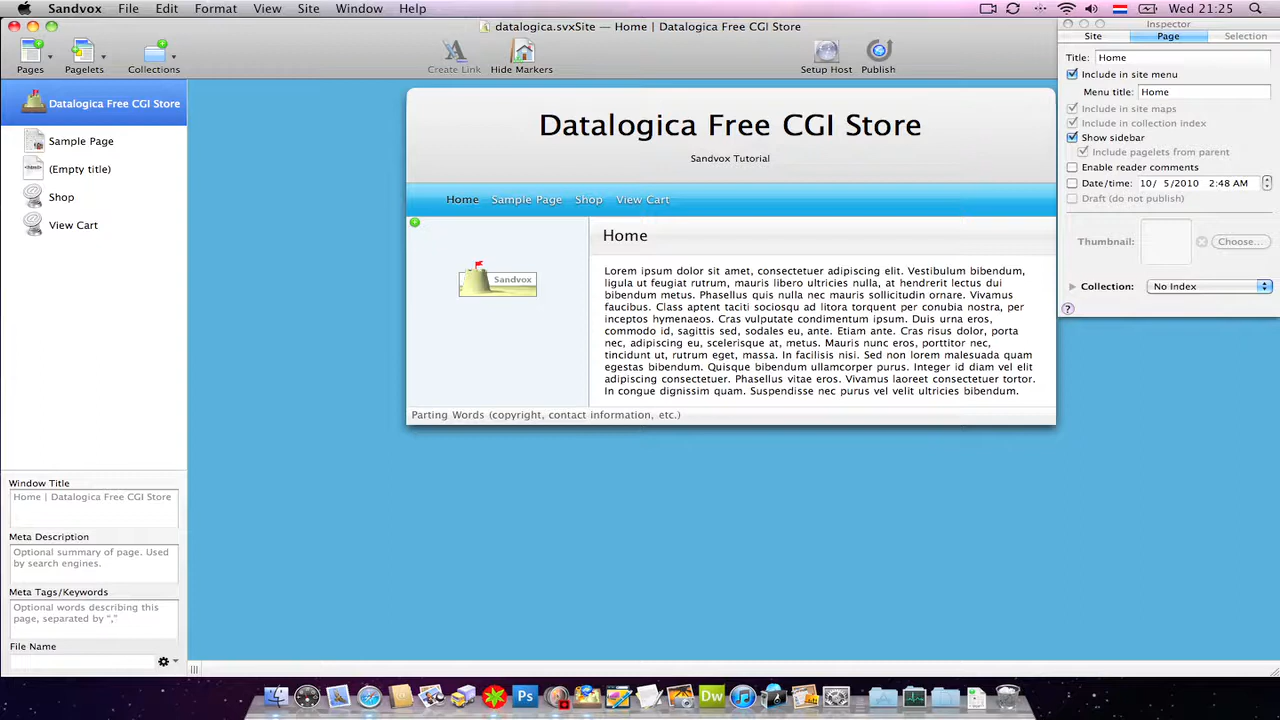 Sandvox File Edit Format View Site Window Help Wed 21:25
datalogica.svxSite — Home | Datalogica Free CGI Store
Inspector
Pages Pagelets Collections Create Link Hide Markers Setup Host Publish
Site Page Selection
Title: Home
Include in site menu
Menu title: Home
Include in site maps
Include in collection index
Show sidebar
Include pagelets from parent
Enable reader comments
Date/time: 10/ 5/2010 2:48 AM
Draft (do not publish)
Thumbnail: Choose...
Collection: No Index
?
Datalogica Free CGI Store
Sample Page
(Empty title)
Shop
View Cart
Datalogica Free CGI Store
Sandvox Tutorial
Home Sample Page Shop View Cart
Home
Sandvox
Lorem ipsum dolor sit amet, consectetuer adipiscing elit. Vestibulum bibendum,
ligula ut feugiat rutrum, mauris libero ultricies nulla, at hendrerit lectus dui
bibendum metus. Phasellus quis nulla nec mauris sollicitudin ornare. Vivamus
faucibus. Class aptent taciti sociosqu ad litora torquent per conubia nostra, per
inceptos hymenaeos. Cras vulputate condimentum ipsum. Duis urna eros,
commodo id, sagittis sed, sodales eu, ante. Etiam ante. Cras risus dolor, porta
nec, adipiscing eu, scelerisque at, metus. Mauris nunc eros, porttitor nec,
tincidunt ut, rutrum eget, massa. In facilisis nisi. Sed non lorem malesuada quam
egestas bibendum. Quisque bibendum ullamcorper purus. Integer id diam vel elit
adipiscing consectetuer. Phasellus vitae eros. Vivamus laoreet consectetuer tortor.
In congue dignissim quam. Suspendisse nec purus vel velit ultricies bibendum.
Parting Words (copyright, contact information, etc.)
Window Title
Home | Datalogica Free CGI Store
Meta Description
Optional summary of page. Used
by search engines.
Meta Tags/Keywords
Optional words describing this
page, separated by ","
File Name
Ps Dw